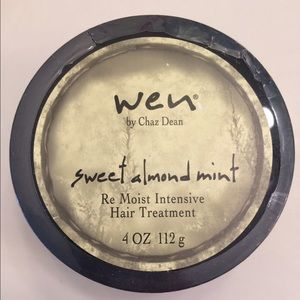 wen®
by Chaz Dean
sweet almond mint
Re Moist Intensive
Hair Treatment
4 OZ 112 g